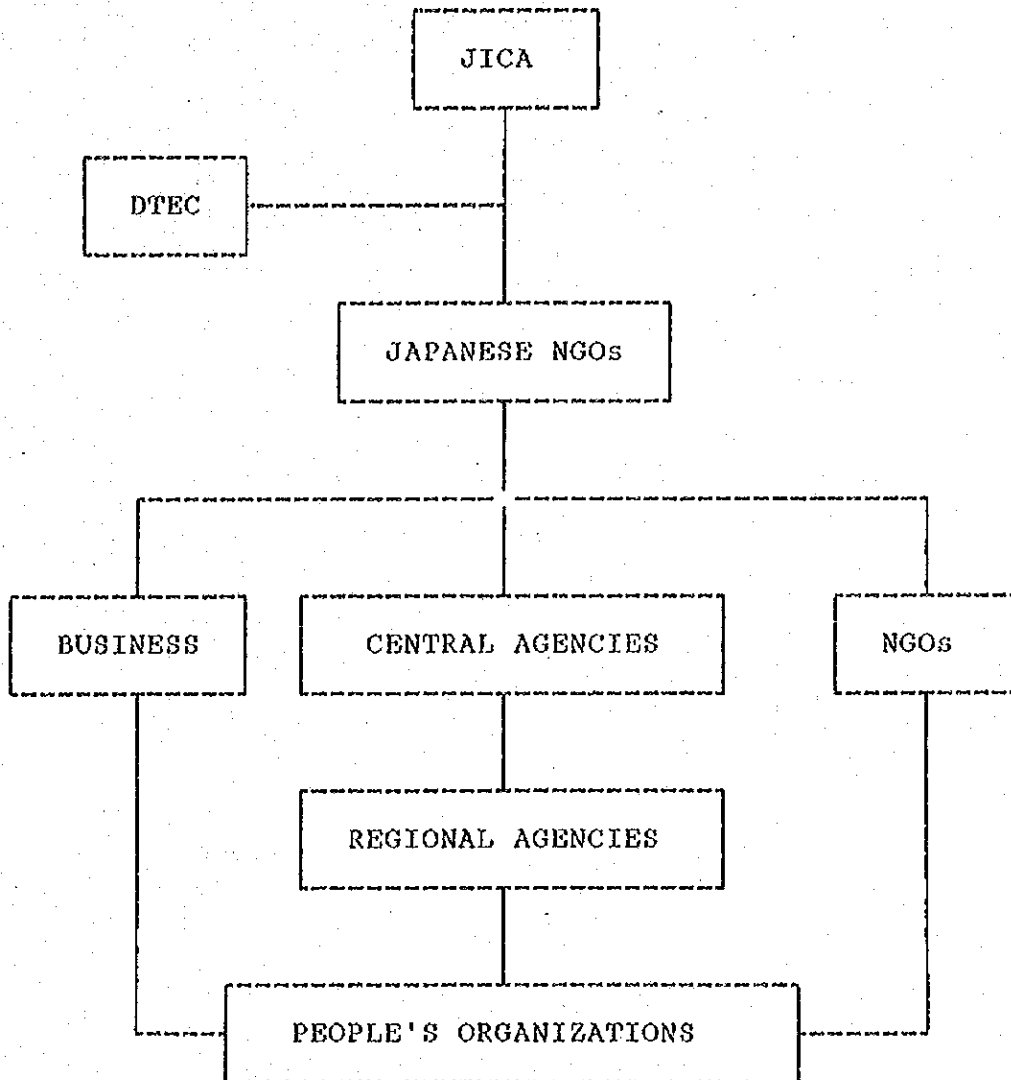 JICA
DTEC
JAPANESE NGOs
BUSINESS
CENTRAL AGENCIES
NGOs
REGIONAL AGENCIES
PEOPLE'S ORGANIZATIONS